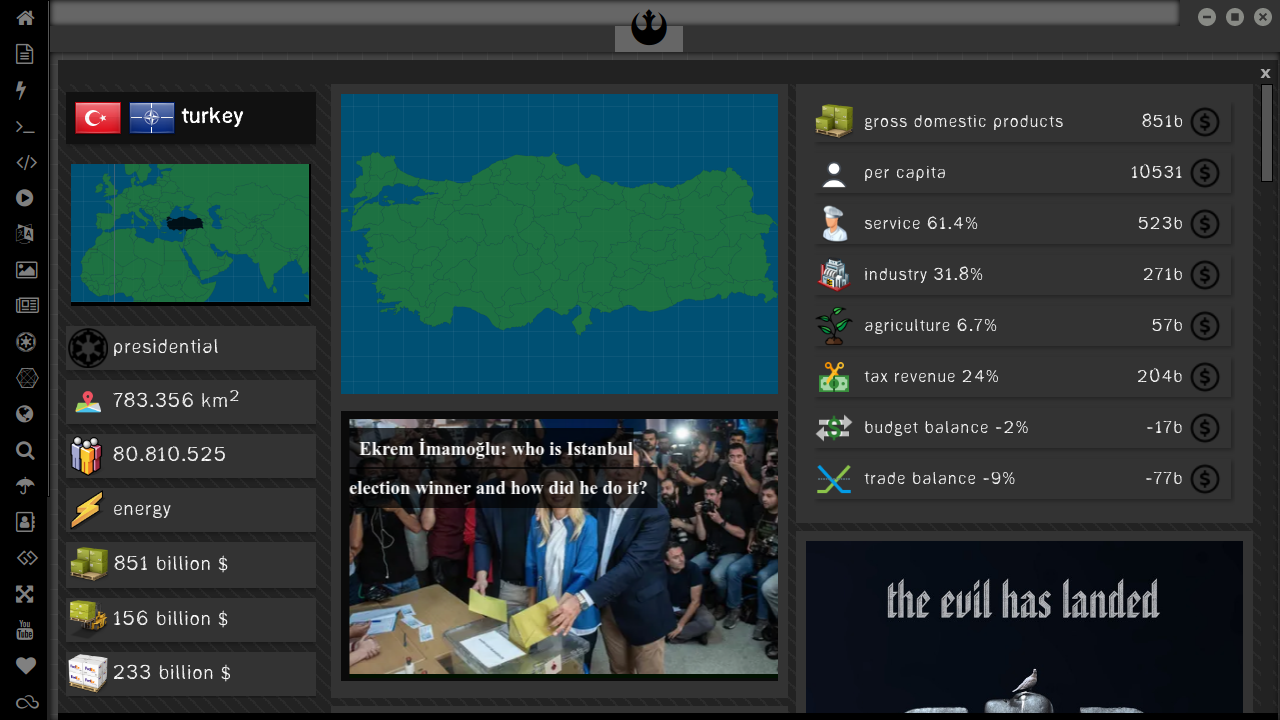 turkey
presidential
783.356 km²
80.810.525
energy
851 billion $
156 billion $
233 billion $
Ekrem İmamoğlu: who is Istanbul
election winner and how did he do it?
gross domestic products 851b $
per capita 10531 $
service 61.4% 523b $
industry 31.8% 271b $
agriculture 6.7% 57b $
tax revenue 24% 204b $
budget balance -2% -17b $
trade balance -9% -77b $
the evil has landed
You
Tube
x